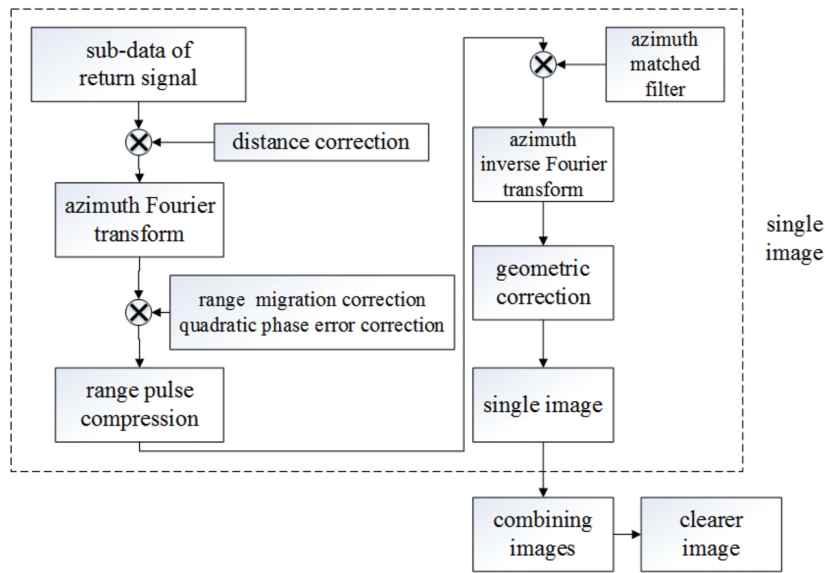 sub-data of
return signal
distance correction
azimuth Fourier
transform
range migration correction
quadratic phase error correction
range pulse
compression
azimuth
matched
filter
azimuth
inverse Fourier
transform
geometric
correction
single image
combining
images
clearer
image
single
image